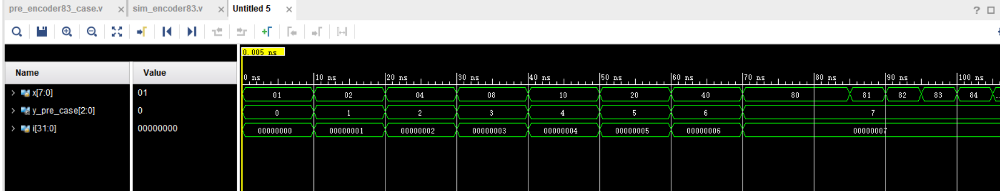 pre_encoder83_case.v × sim_encoder83.v × Untitled 5 ×
?
0.005 ns
Name Value
0 ns 10 ns 20 ns 30 ns 40 ns 50 ns 60 ns 70 ns 80 ns 90 ns 100 ns
x[7:0] 01 01 02 04 08 10 20 40 80 81 82 83 84 ...
y_pre_case[2:0] 0 0 1 2 3 4 5 6 7
i[31:0] 00000000 00000000 00000001 00000002 00000003 00000004 00000005 00000006 00000007